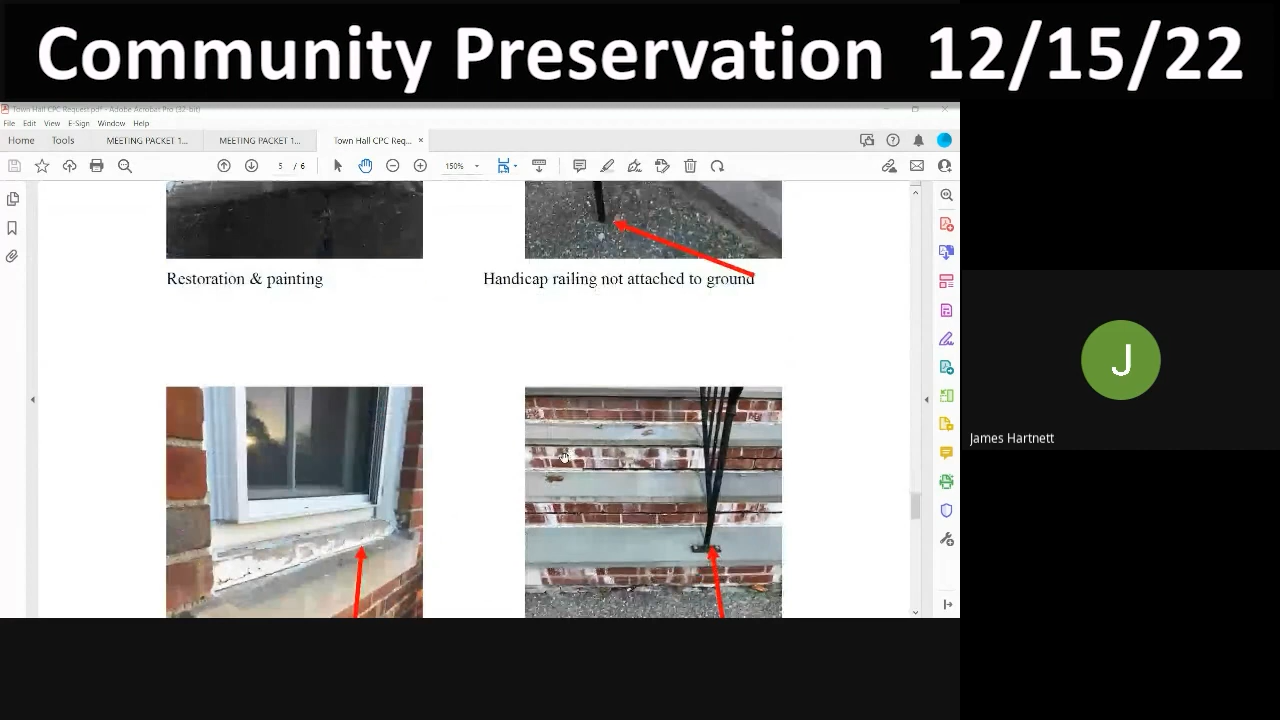 Community Preservation 12/15/22
Town Hall CPC Request.pdf - Adobe Acrobat Pro (32-bit)
File Edit View E-Sign Window Help
Home Tools MEETING PACKET 1... MEETING PACKET 1... Town Hall CPC Req... ×
5 / 6 150%
Restoration & painting Handicap railing not attached to ground
J
James Hartnett